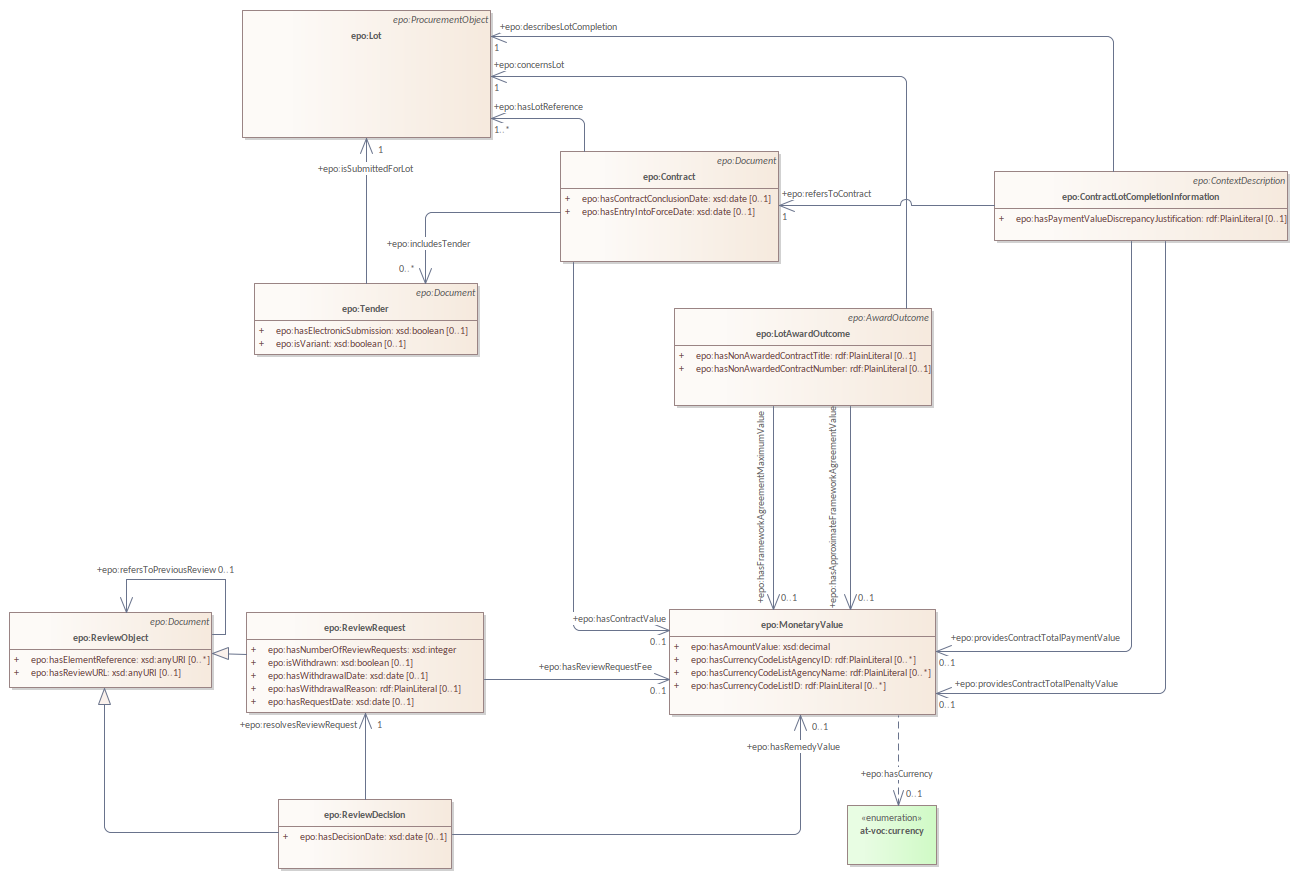 epo:ProcurementObject
epo:Lot
+epo:describesLotCompletion
1
+epo:concernsLot
1
+epo:hasLotReference
1..*
1
+epo:isSubmittedForLot
epo:Document
epo:Contract
+ epo:hasContractConclusionDate: xsd:date [0..1]
+ epo:hasEntryIntoForceDate: xsd:date [0..1]
+epo:refersToContract
1
epo:ContextDescription
epo:ContractLotCompletionInformation
+ epo:hasPaymentValueDiscrepancyJustification: rdf:PlainLiteral [0..1]
+epo:includesTender
0..*
epo:Document
epo:Tender
+ epo:hasElectronicSubmission: xsd:boolean [0..1]
+ epo:isVariant: xsd:boolean [0..1]
epo:AwardOutcome
epo:LotAwardOutcome
+ epo:hasNonAwardedContractTitle: rdf:PlainLiteral [0..1]
+ epo:hasNonAwardedContractNumber: rdf:PlainLiteral [0..1]
+epo:hasFrameworkAgreementMaximumValue
0..1
+epo:hasApproximateFrameworkAgreementValue
0..1
+epo:refersToPreviousReview 0..1
epo:Document
epo:ReviewObject
+ epo:hasElementReference: xsd:anyURI [0..*]
+ epo:hasReviewURL: xsd:anyURI [0..1]
epo:ReviewRequest
+ epo:hasNumberOfReviewRequests: xsd:integer
+ epo:isWithdrawn: xsd:boolean [0..1]
+ epo:hasWithdrawalDate: xsd:date [0..1]
+ epo:hasWithdrawalReason: rdf:PlainLiteral [0..1]
+ epo:hasRequestDate: xsd:date [0..1]
+epo:hasContractValue
0..1
+epo:hasReviewRequestFee
0..1
epo:MonetaryValue
+ epo:hasAmountValue: xsd:decimal
+ epo:hasCurrencyCodeListAgencyID: rdf:PlainLiteral [0..*]
+ epo:hasCurrencyCodeListAgencyName: rdf:PlainLiteral [0..*]
+ epo:hasCurrencyCodeListID: rdf:PlainLiteral [0..*]
+epo:providesContractTotalPaymentValue
0..1
+epo:providesContractTotalPenaltyValue
0..1
+epo:resolvesReviewRequest
1
0..1
+epo:hasRemedyValue
+epo:hasCurrency
0..1
epo:ReviewDecision
+ epo:hasDecisionDate: xsd:date [0..1]
«enumeration»
at-voc:currency